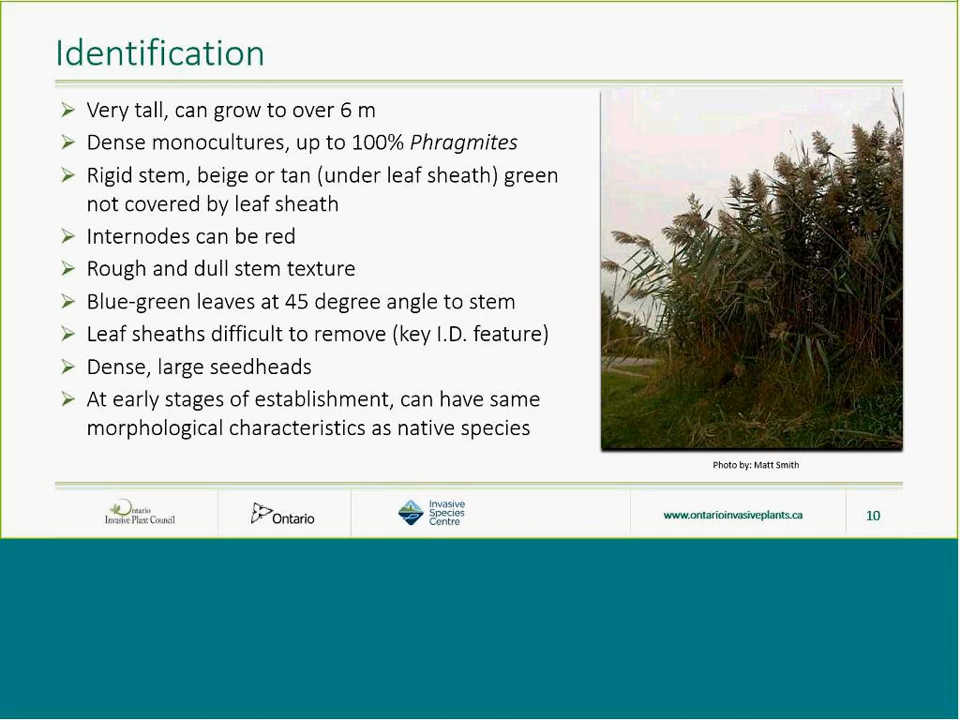 Identification
Very tall, can grow to over 6 m
Dense monocultures, up to 100% Phragmites
Rigid stem, beige or tan (under leaf sheath) green
not covered by leaf sheath
Internodes can be red
Rough and dull stem texture
Blue-green leaves at 45 degree angle to stem
Leaf sheaths difficult to remove (key I.D. feature)
Dense, large seedheads
At early stages of establishment, can have same
morphological characteristics as native species
Photo by: Matt Smith
Ontario
Invasive Plant Council
Ontario
Invasive
Species
Centre
www.ontarioinvasiveplants.ca
10